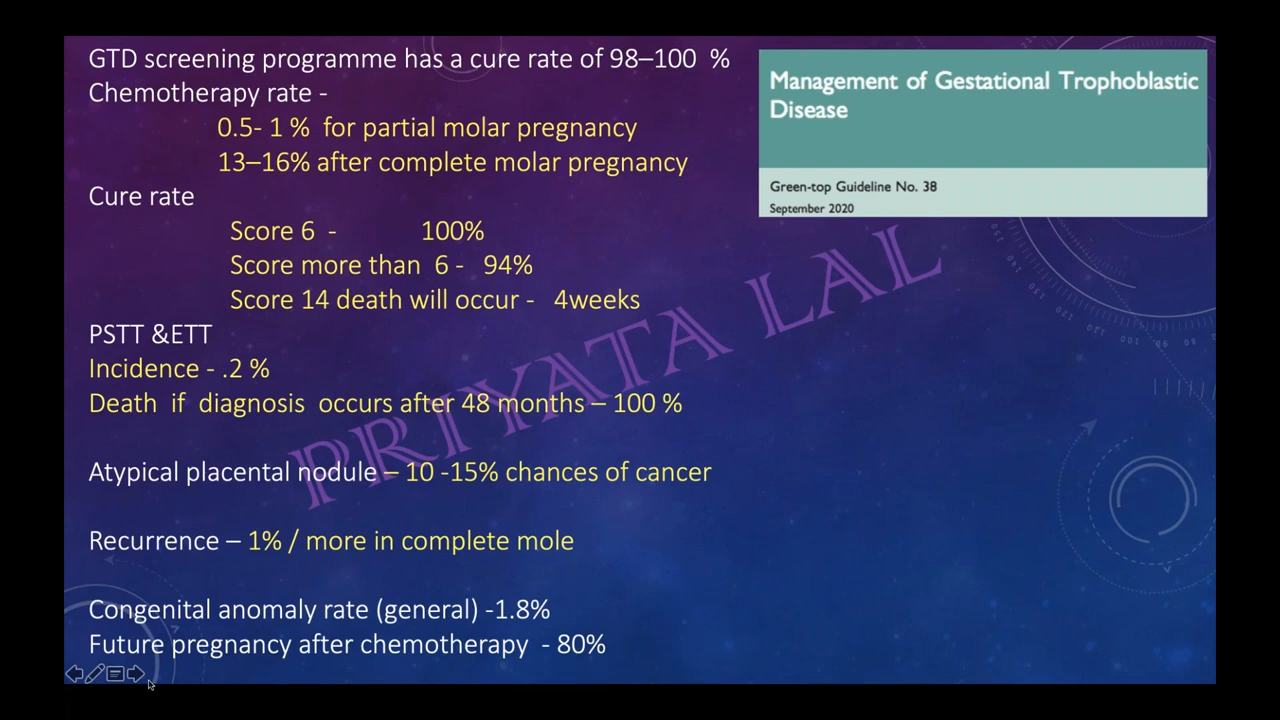 GTD screening programme has a cure rate of 98–100 %
Chemotherapy rate -
0.5- 1 % for partial molar pregnancy
13–16% after complete molar pregnancy
Cure rate
Score 6 - 100%
Score more than 6 - 94%
Score 14 death will occur - 4weeks
PSTT &ETT
Incidence - .2 %
Death if diagnosis occurs after 48 months – 100 %
Atypical placental nodule – 10 -15% chances of cancer
Recurrence – 1% / more in complete mole
Congenital anomaly rate (general) -1.8%
Future pregnancy after chemotherapy - 80%
Management of Gestational Trophoblastic
Disease
Green-top Guideline No. 38
September 2020
PRIYATA LAL